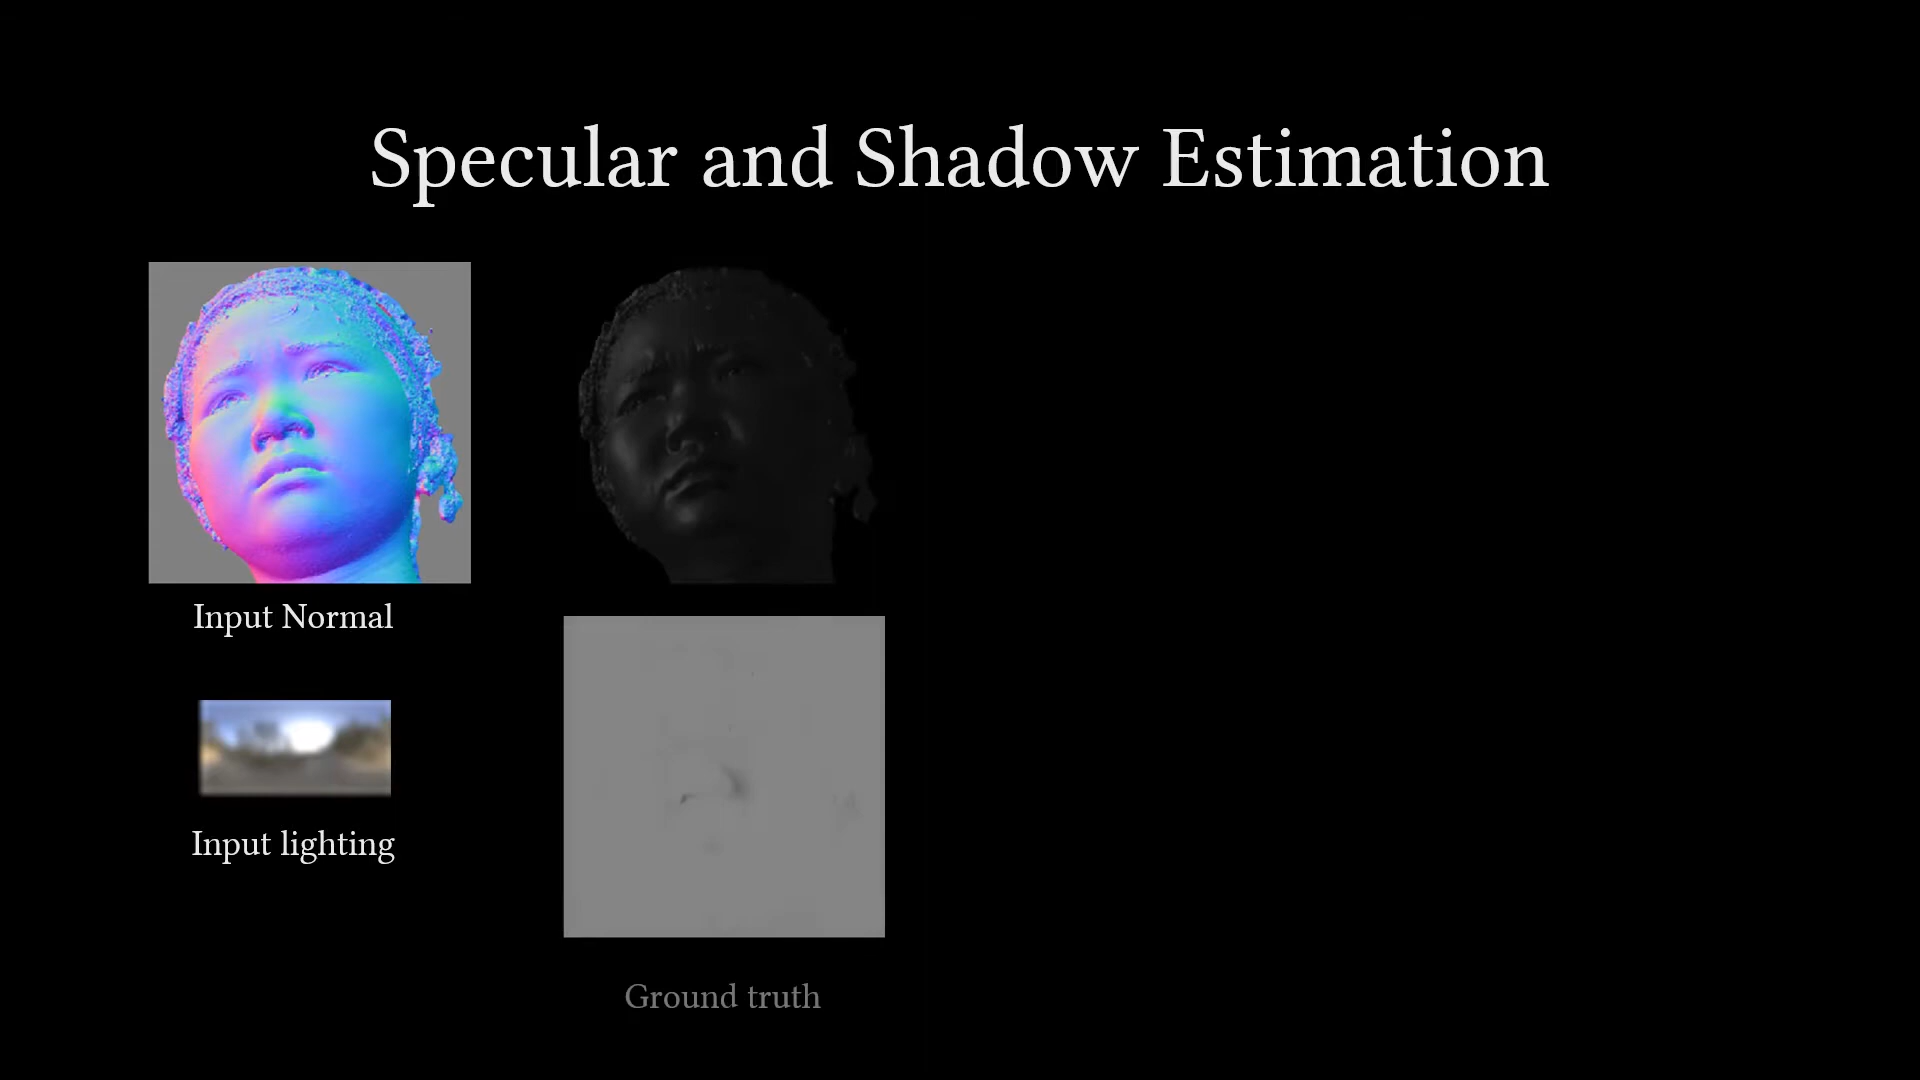 Specular and Shadow Estimation
Input Normal
Input lighting
Ground truth